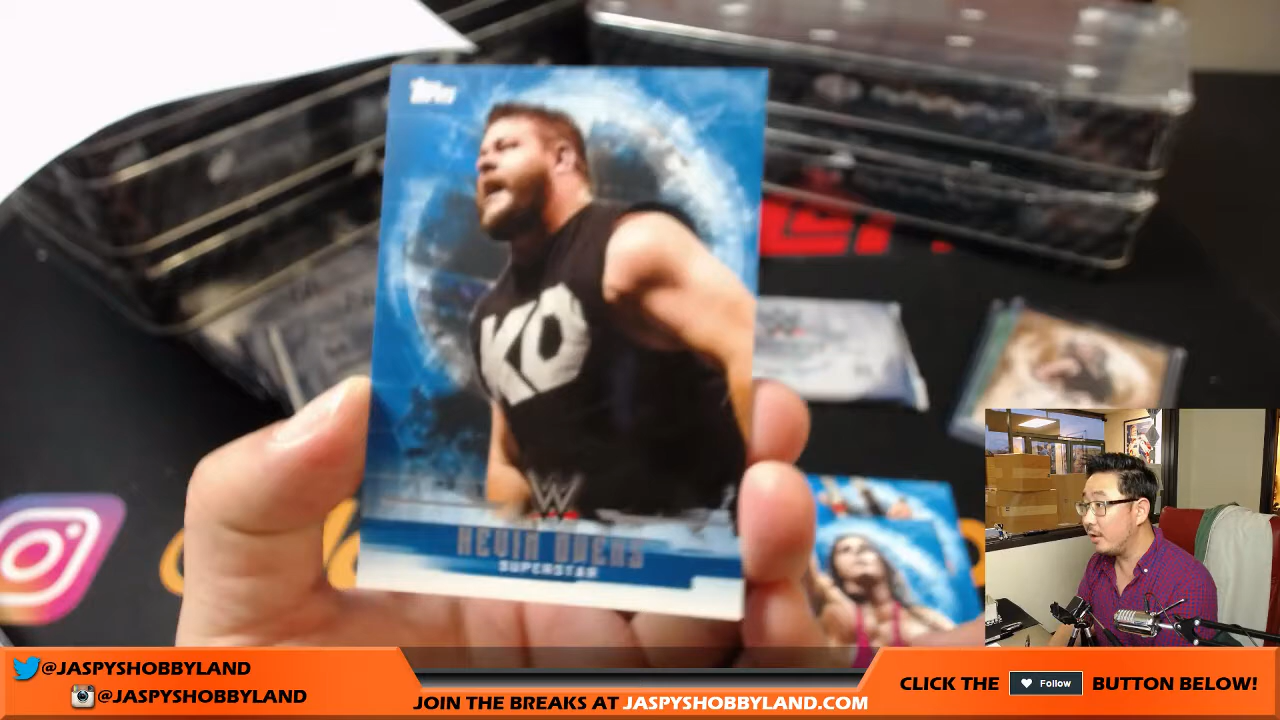 Topps
KO
W
KEVIN OWENS
SUPERSTAR
@JASPYSHOBBYLAND
@JASPYSHOBBYLAND
JOIN THE BREAKS AT JASPYSHOBBYLAND.COM
CLICK THE Follow BUTTON BELOW!